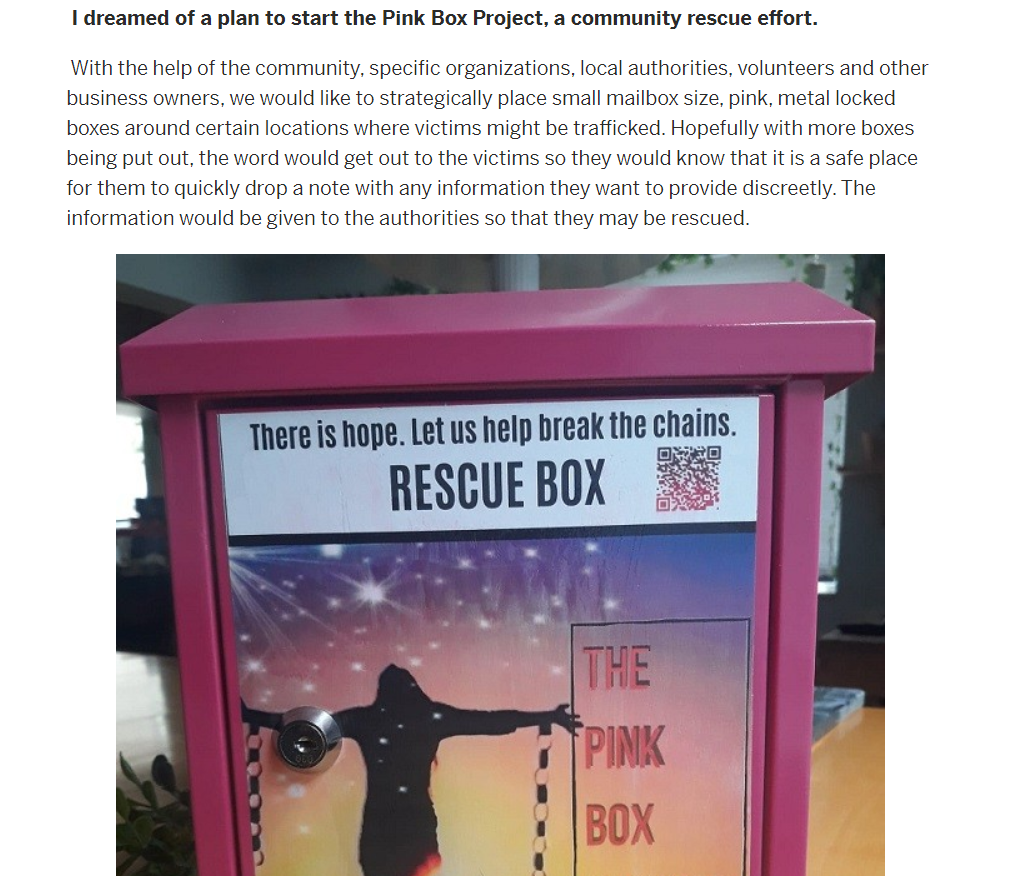 I dreamed of a plan to start the Pink Box Project, a community rescue effort.
With the help of the community, specific organizations, local authorities, volunteers and other
business owners, we would like to strategically place small mailbox size, pink, metal locked
boxes around certain locations where victims might be trafficked. Hopefully with more boxes
being put out, the word would get out to the victims so they would know that it is a safe place
for them to quickly drop a note with any information they want to provide discreetly. The
information would be given to the authorities so that they may be rescued.
There is hope. Let us help break the chains.
RESCUE BOX
THE
PINK
BOX